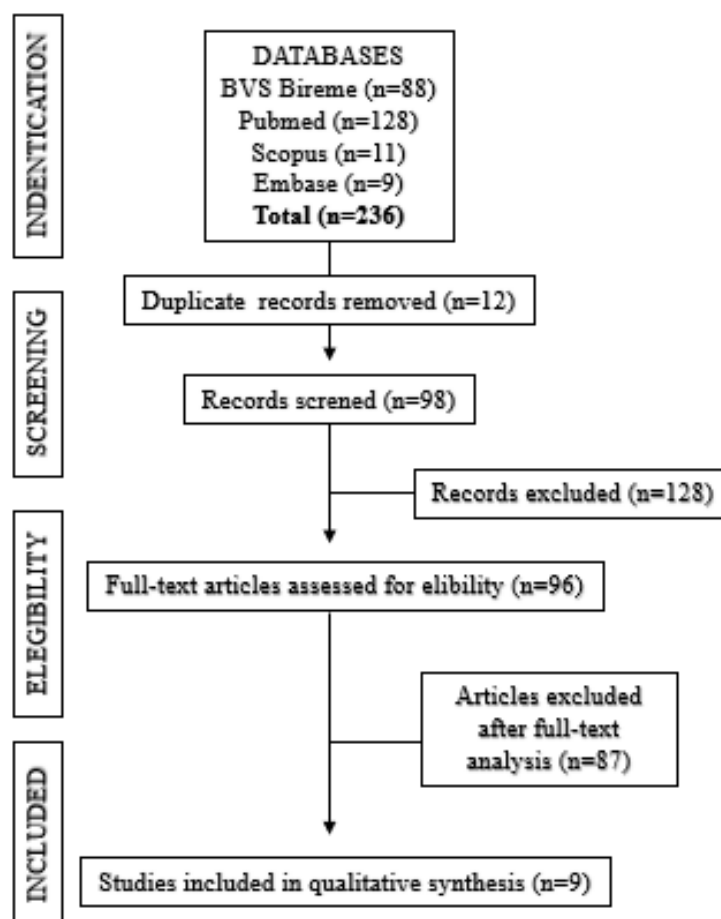 INDENTICATION
DATABASES
BVS Bireme (n=88)
Pubmed (n=128)
Scopus (n=11)
Embase (n=9)
Total (n=236)
Duplicate records removed (n=12)
SCREENING
Records screned (n=98)
Records excluded (n=128)
ELEGIBILITY
Full-text articles assessed for elibility (n=96)
Articles excluded
after full-text
analysis (n=87)
INCLUDED
Studies included in qualitative synthesis (n=9)